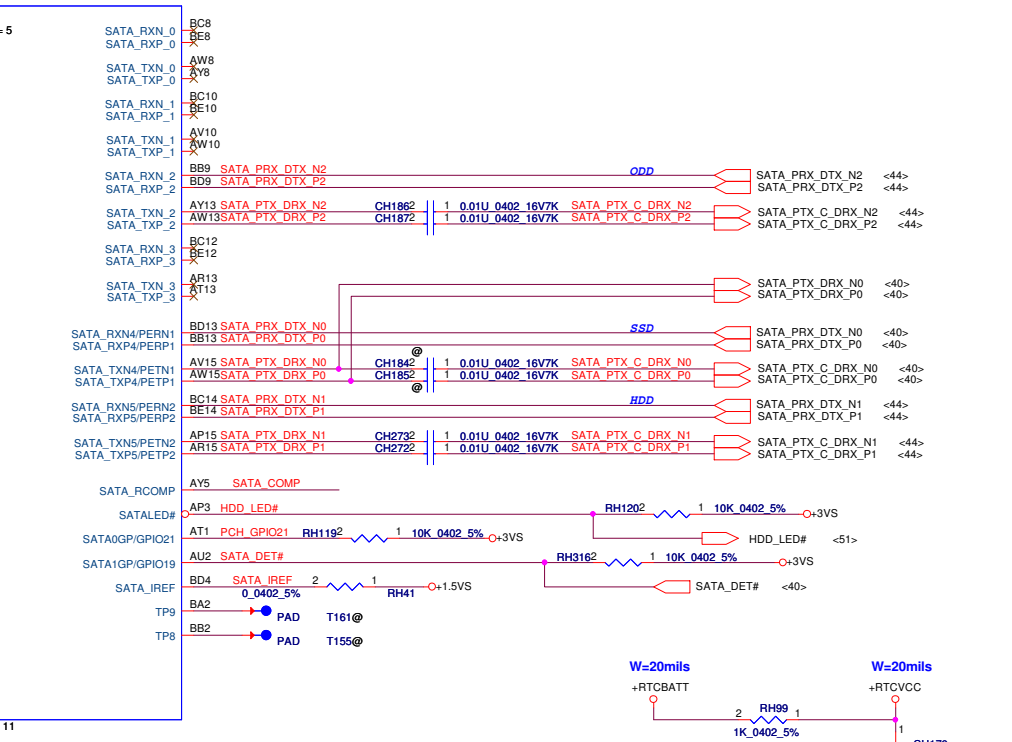 = 5
SATA_RXN_0 BC8
SATA_RXP_0 BE8
SATA_TXN_0 AW8
SATA_TXP_0 AY8
SATA_RXN_1 BC10
SATA_RXP_1 BE10
SATA_TXN_1 AV10
SATA_TXP_1 AW10
SATA_RXN_2 BB9 SATA_PRX_DTX_N2 ODD SATA_PRX_DTX_N2 <44>
SATA_RXP_2 BD9 SATA_PRX_DTX_P2 SATA_PRX_DTX_P2 <44>
SATA_TXN_2 AY13 SATA_PTX_DRX_N2 CH186 2 1 0.01U_0402_16V7K SATA_PTX_C_DRX_N2 SATA_PTX_C_DRX_N2 <44>
SATA_TXP_2 AW13 SATA_PTX_DRX_P2 CH187 2 1 0.01U_0402_16V7K SATA_PTX_C_DRX_P2 SATA_PTX_C_DRX_P2 <44>
SATA_RXN_3 BC12
SATA_RXP_3 BE12
SATA_TXN_3 AR13 SATA_PTX_DRX_N0 <40>
SATA_TXP_3 AT13 SATA_PTX_DRX_P0 <40>
SATA_RXN4/PERN1 BD13 SATA_PRX_DTX_N0 SSD SATA_PRX_DTX_N0 <40>
SATA_RXP4/PERP1 BB13 SATA_PRX_DTX_P0 SATA_PRX_DTX_P0 <40>
@
SATA_TXN4/PETN1 AV15 SATA_PTX_DRX_N0 CH184 2 1 0.01U_0402_16V7K SATA_PTX_C_DRX_N0 SATA_PTX_C_DRX_N0 <40>
SATA_TXP4/PETP1 AW15 SATA_PTX_DRX_P0 CH185 2 1 0.01U_0402_16V7K SATA_PTX_C_DRX_P0 SATA_PTX_C_DRX_P0 <40>
@
SATA_RXN5/PERN2 BC14 SATA_PRX_DTX_N1 HDD SATA_PRX_DTX_N1 <44>
SATA_RXP5/PERP2 BE14 SATA_PRX_DTX_P1 SATA_PRX_DTX_P1 <44>
SATA_TXN5/PETN2 AP15 SATA_PTX_DRX_N1 CH273 2 1 0.01U_0402_16V7K SATA_PTX_C_DRX_N1 SATA_PTX_C_DRX_N1 <44>
SATA_TXP5/PETP2 AR15 SATA_PTX_DRX_P1 CH272 2 1 0.01U_0402_16V7K SATA_PTX_C_DRX_P1 SATA_PTX_C_DRX_P1 <44>
SATA_RCOMP AY5 SATA_COMP
SATALED# AP3 HDD_LED# RH120 2 1 10K_0402_5% +3VS
SATA0GP/GPIO21 AT1 PCH_GPIO21 RH119 2 1 10K_0402_5% +3VS HDD_LED# <51>
SATA1GP/GPIO19 AU2 SATA_DET# RH316 2 1 10K_0402_5% +3VS
SATA_IREF BD4 SATA_IREF 2 1 +1.5VS SATA_DET# <40>
0_0402_5% RH41
TP9 BA2 PAD T161@
TP8 BB2 PAD T155@
W=20mils W=20mils
+RTCBATT +RTCVCC
RH99
2 1
1K_0402_5%
11
1